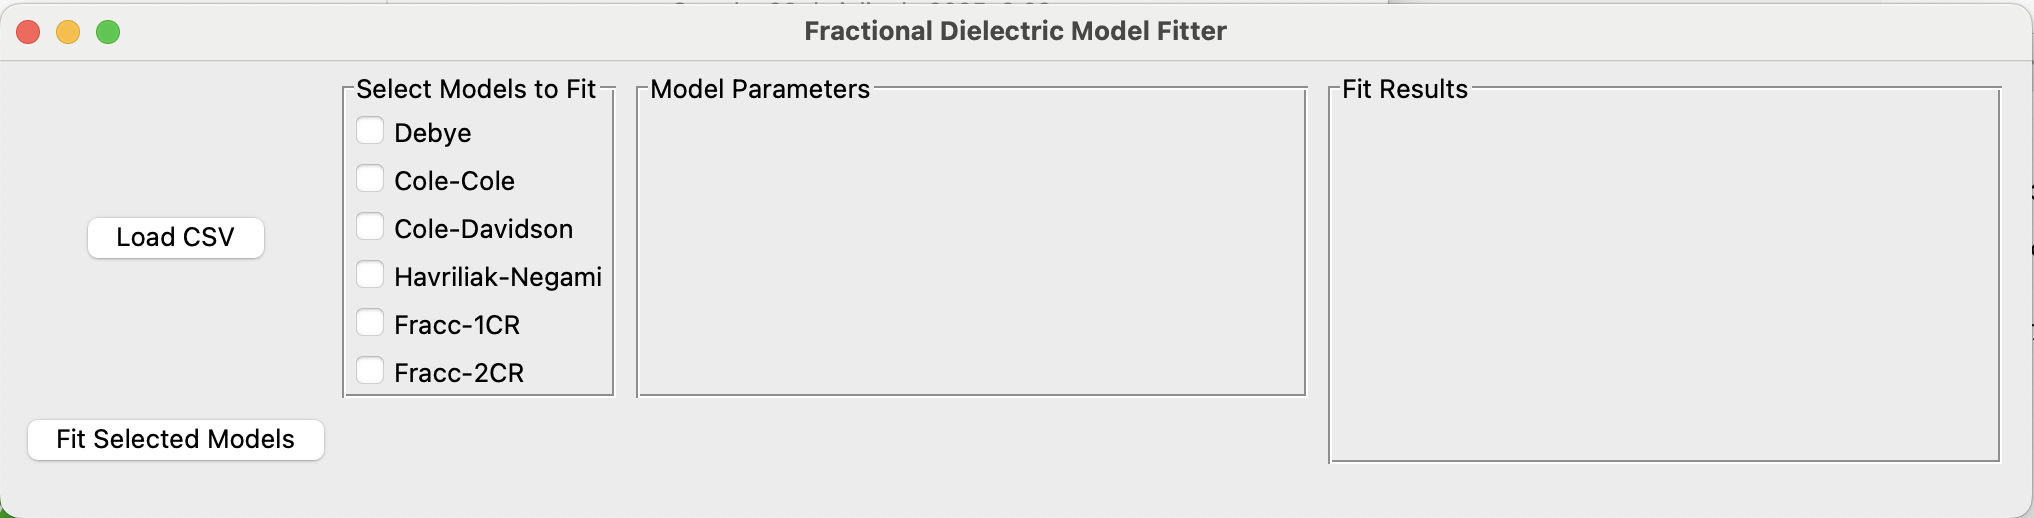 Fractional Dielectric Model Fitter
Load CSV
Fit Selected Models
Select Models to Fit
Debye
Cole-Cole
Cole-Davidson
Havriliak-Negami
Fracc-1CR
Fracc-2CR
Model Parameters
Fit Results